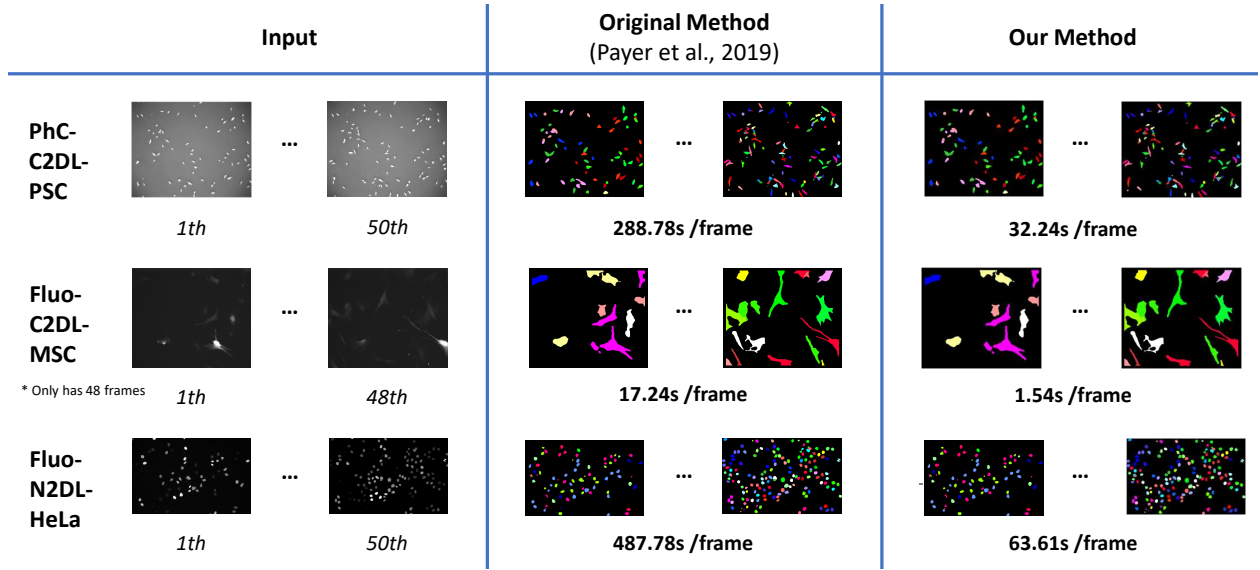 Input
Original Method
(Payer et al., 2019)
Our Method
PhC-
C2DL-
PSC
...
...
...
1th
50th
288.78s /frame
32.24s /frame
Fluo-
C2DL-
MSC
...
...
...
* Only has 48 frames
1th
48th
17.24s /frame
1.54s /frame
Fluo-
N2DL-
HeLa
...
...
...
1th
50th
487.78s /frame
63.61s /frame